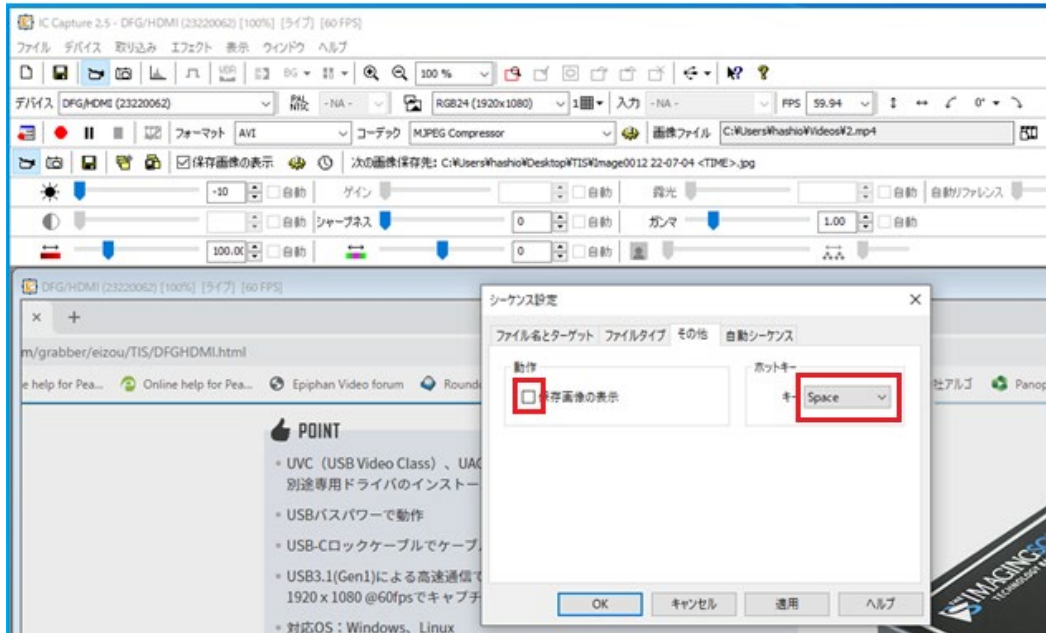 IC Capture 2.5 - DFG/HDMI (23220062) [100%] [ライブ] [60 FPS]
ファイル デバイス 取り込み エフェクト 表示 ウィンドウ ヘルプ
100 %
デバイス DFG/HDMI (23220062) PAL NTSC - NA - RGB24 (1920x1080) 入力 - NA - FPS 59.94 0°
フォーマット AVI コーデック MJPEG Compressor 画像ファイル C:¥Users¥hashio¥Videos¥2.mp4
保存画像の表示 次の画像保存先: C:¥Users¥hashio¥Desktop¥TIS¥Image0012 22-07-04 <TIME>.jpg
-10 自動 ゲイン 自動 露光 自動 自動リファレンス
自動 シャープネス 0 自動 ガンマ 1.00 自動
100.0 自動 0 自動
DFG/HDMI (23220062) [100%] [ライブ] [60 FPS]
m/grabber/eizou/TIS/DFGHDMI.html
e help for Pea... Online help for Pea... Epiphan Video forum 社アルゴ
POINT
UVC (USB Video Class) 、UAC
別途専用ドライバのインストー
USBバスパワーで動作
USB-Cロックケーブルでケーブ
USB3.1(Gen1)による高速通信で
1920 x 1080 @60fpsでキャプチ
対応OS：Windows、Linux
シーケンス設定
ファイル名とターゲット ファイルタイプ その他 自動シーケンス
動作
保存画像の表示
ホットキー
キー Space
OK キャンセル 適用 ヘルプ